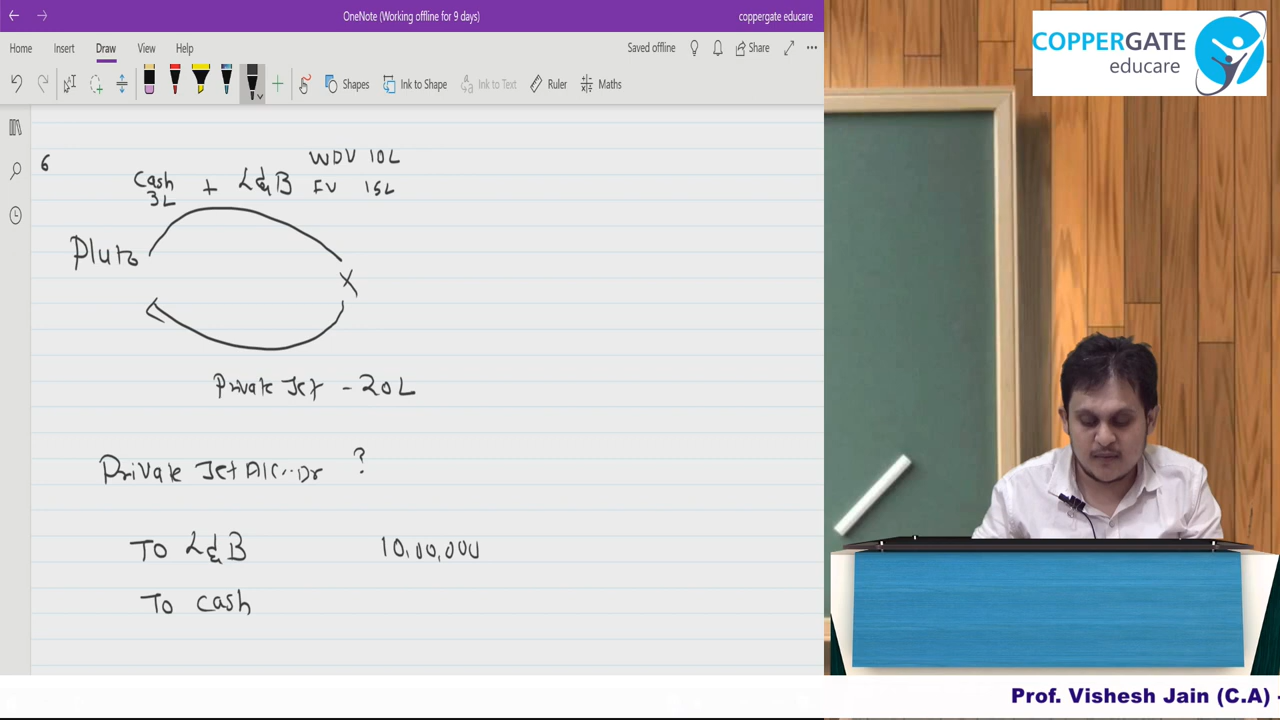 OneNote (Working offline for 9 days)
coppergate educare
Home Insert Draw View Help
Saved offline
Share
Shapes
Ink to Shape
Ink to Text
Ruler
Maths
COPPERGATE
educare
6
WDV 10L
Cash + L&B FV 15L
3L
Pluto
X
Private Jet - 20L
Private Jet A/c..Dr ?
To L&B 10,00,000
To cash
Prof. Vishesh Jain (C.A) -